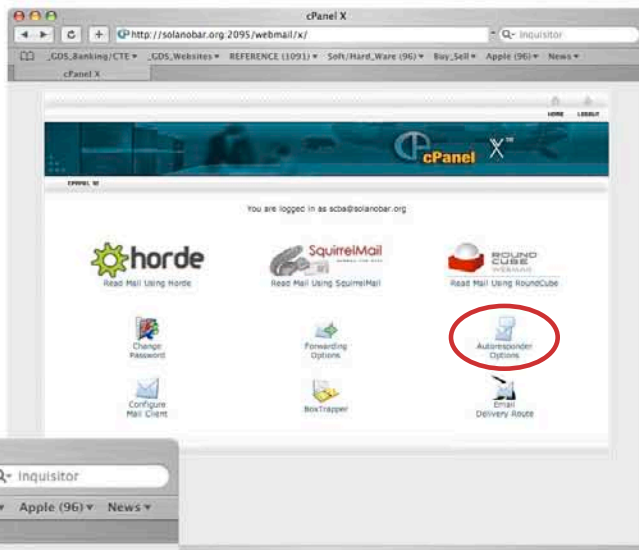 cPanel X
http://solanobar.org:2095/webmail/x/
Q- Inquisitor
_GDS_Banking/CTE _GDS_Websites REFERENCE (1091) Soft/Hard_Ware (96) Buy_Sell Apple (96) News
cPanel X
HOME LOGOUT
cPanel X™
CPANEL 10
You are logged in as scba@solanobar.org
horde
SquirrelMail
ROUND
CUBE
WEBMAIL
Read Mail Using Horde
Read Mail Using SquirrelMail
Read Mail Using RoundCube
Change
Password
Forwarding
Options
Autoresponder
Options
Configure
Mail Client
BoxTrapper
Email
Delivery Route
Q- Inquisitor
Apple (96) News